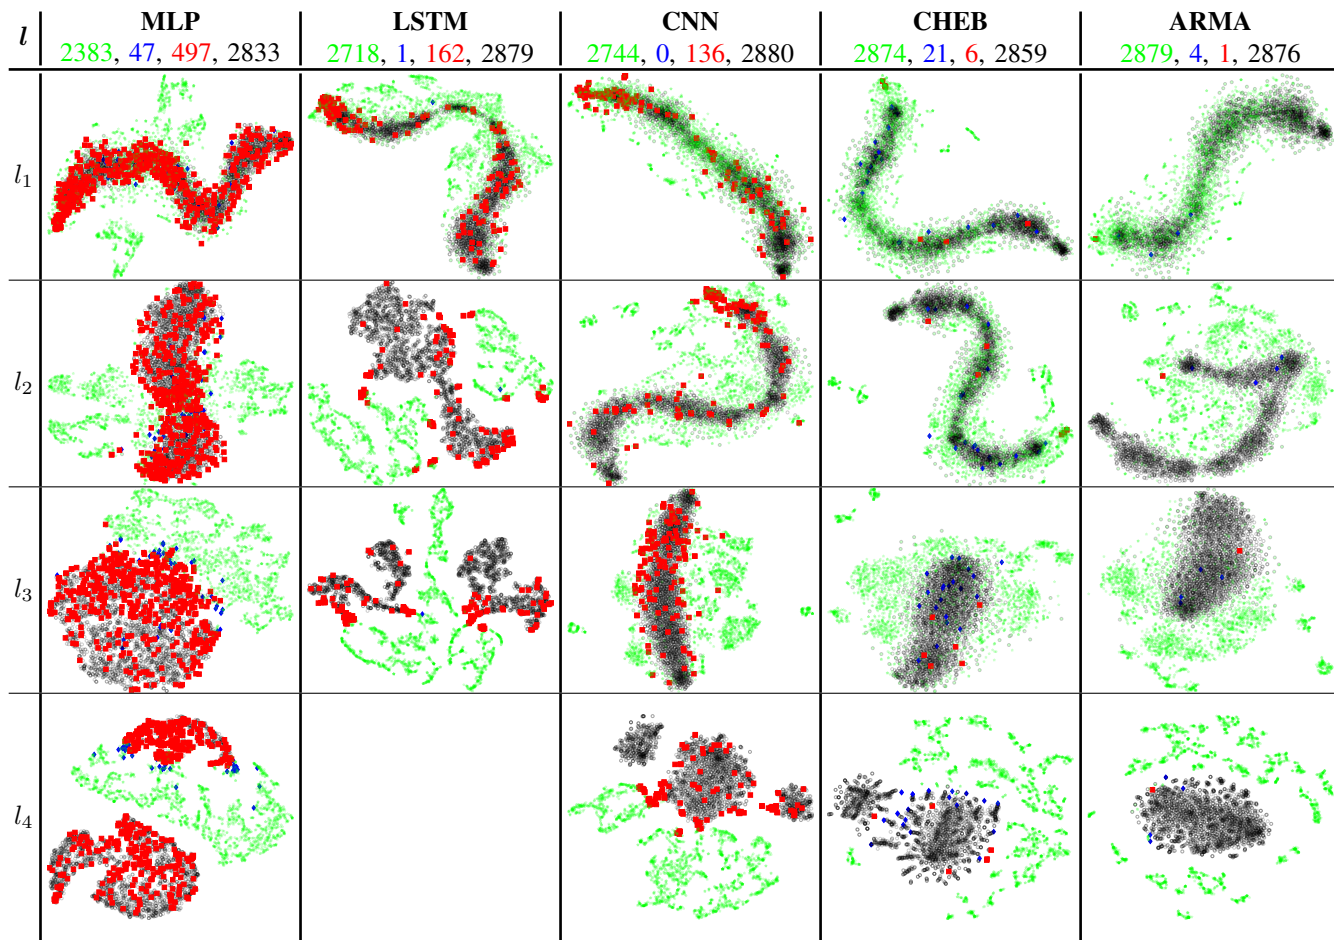 l MLP LSTM CNN CHEB ARMA
2383, 47, 497, 2833 2718, 1, 162, 2879 2744, 0, 136, 2880 2874, 21, 6, 2859 2879, 4, 1, 2876
l1
l2
l3
l4